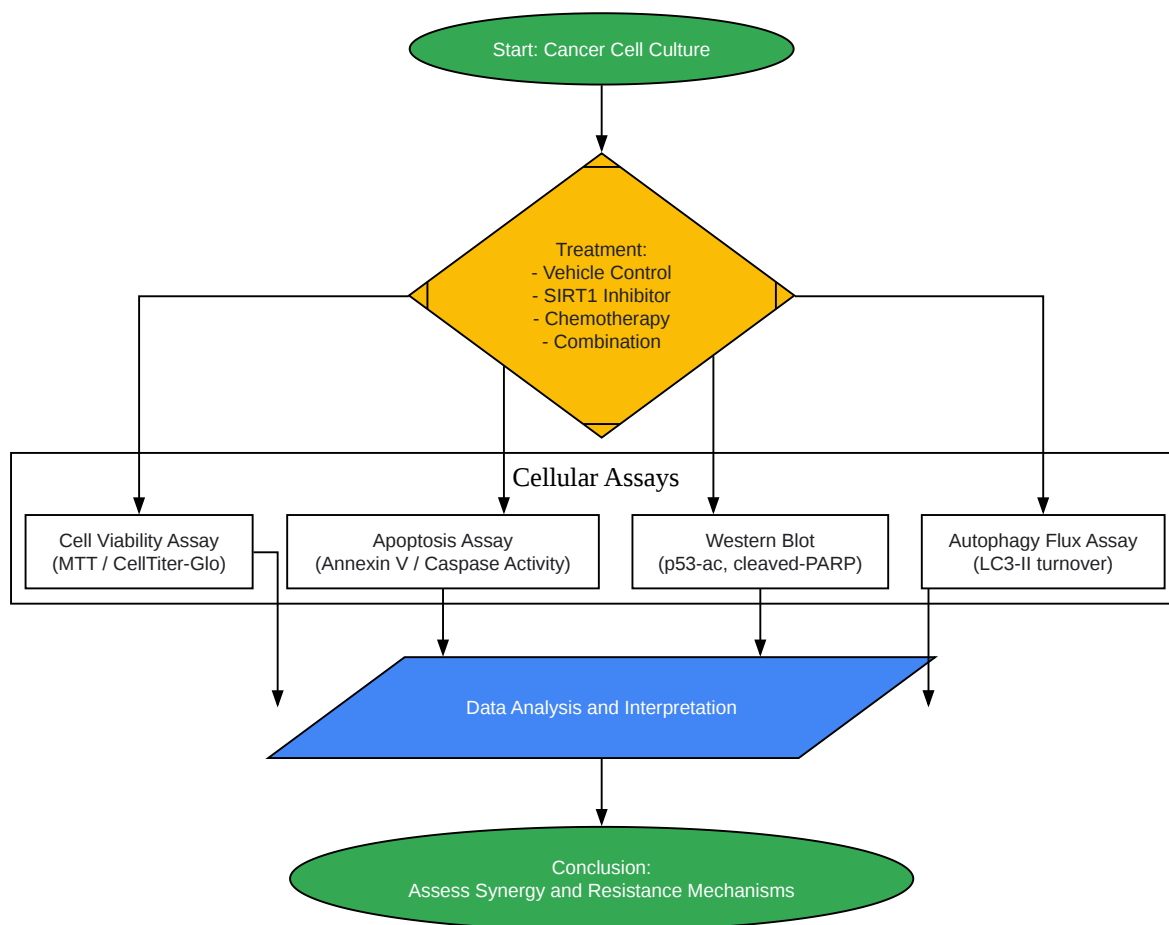 Start: Cancer Cell Culture
Treatment:
- Vehicle Control
- SIRT1 Inhibitor
- Chemotherapy
- Combination
Cellular Assays
Cell Viability Assay
(MTT / CellTiter-Glo)
Apoptosis Assay
(Annexin V / Caspase Activity)
Western Blot
(p53-ac, cleaved-PARP)
Autophagy Flux Assay
(LC3-II turnover)
Data Analysis and Interpretation
Conclusion:
Assess Synergy and Resistance Mechanisms